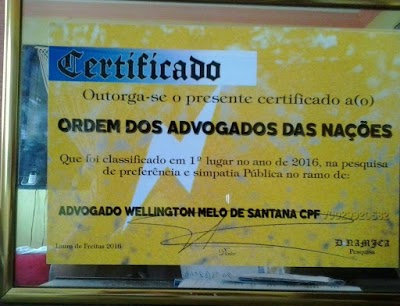 Certificado
Outorga-se o presente certificado a(o)
ORDEM DOS ADVOGADOS DAS NAÇÕES
Que foi classificado em 1º lugar no ano de 2016, na pesquisa
de preferência e simpatia Pública no ramo de:
ADVOGADO WELLINGTON MELO DE SANTANA CPF
Lauro de Freitas 2016
D.NAMICA
Pesquisas